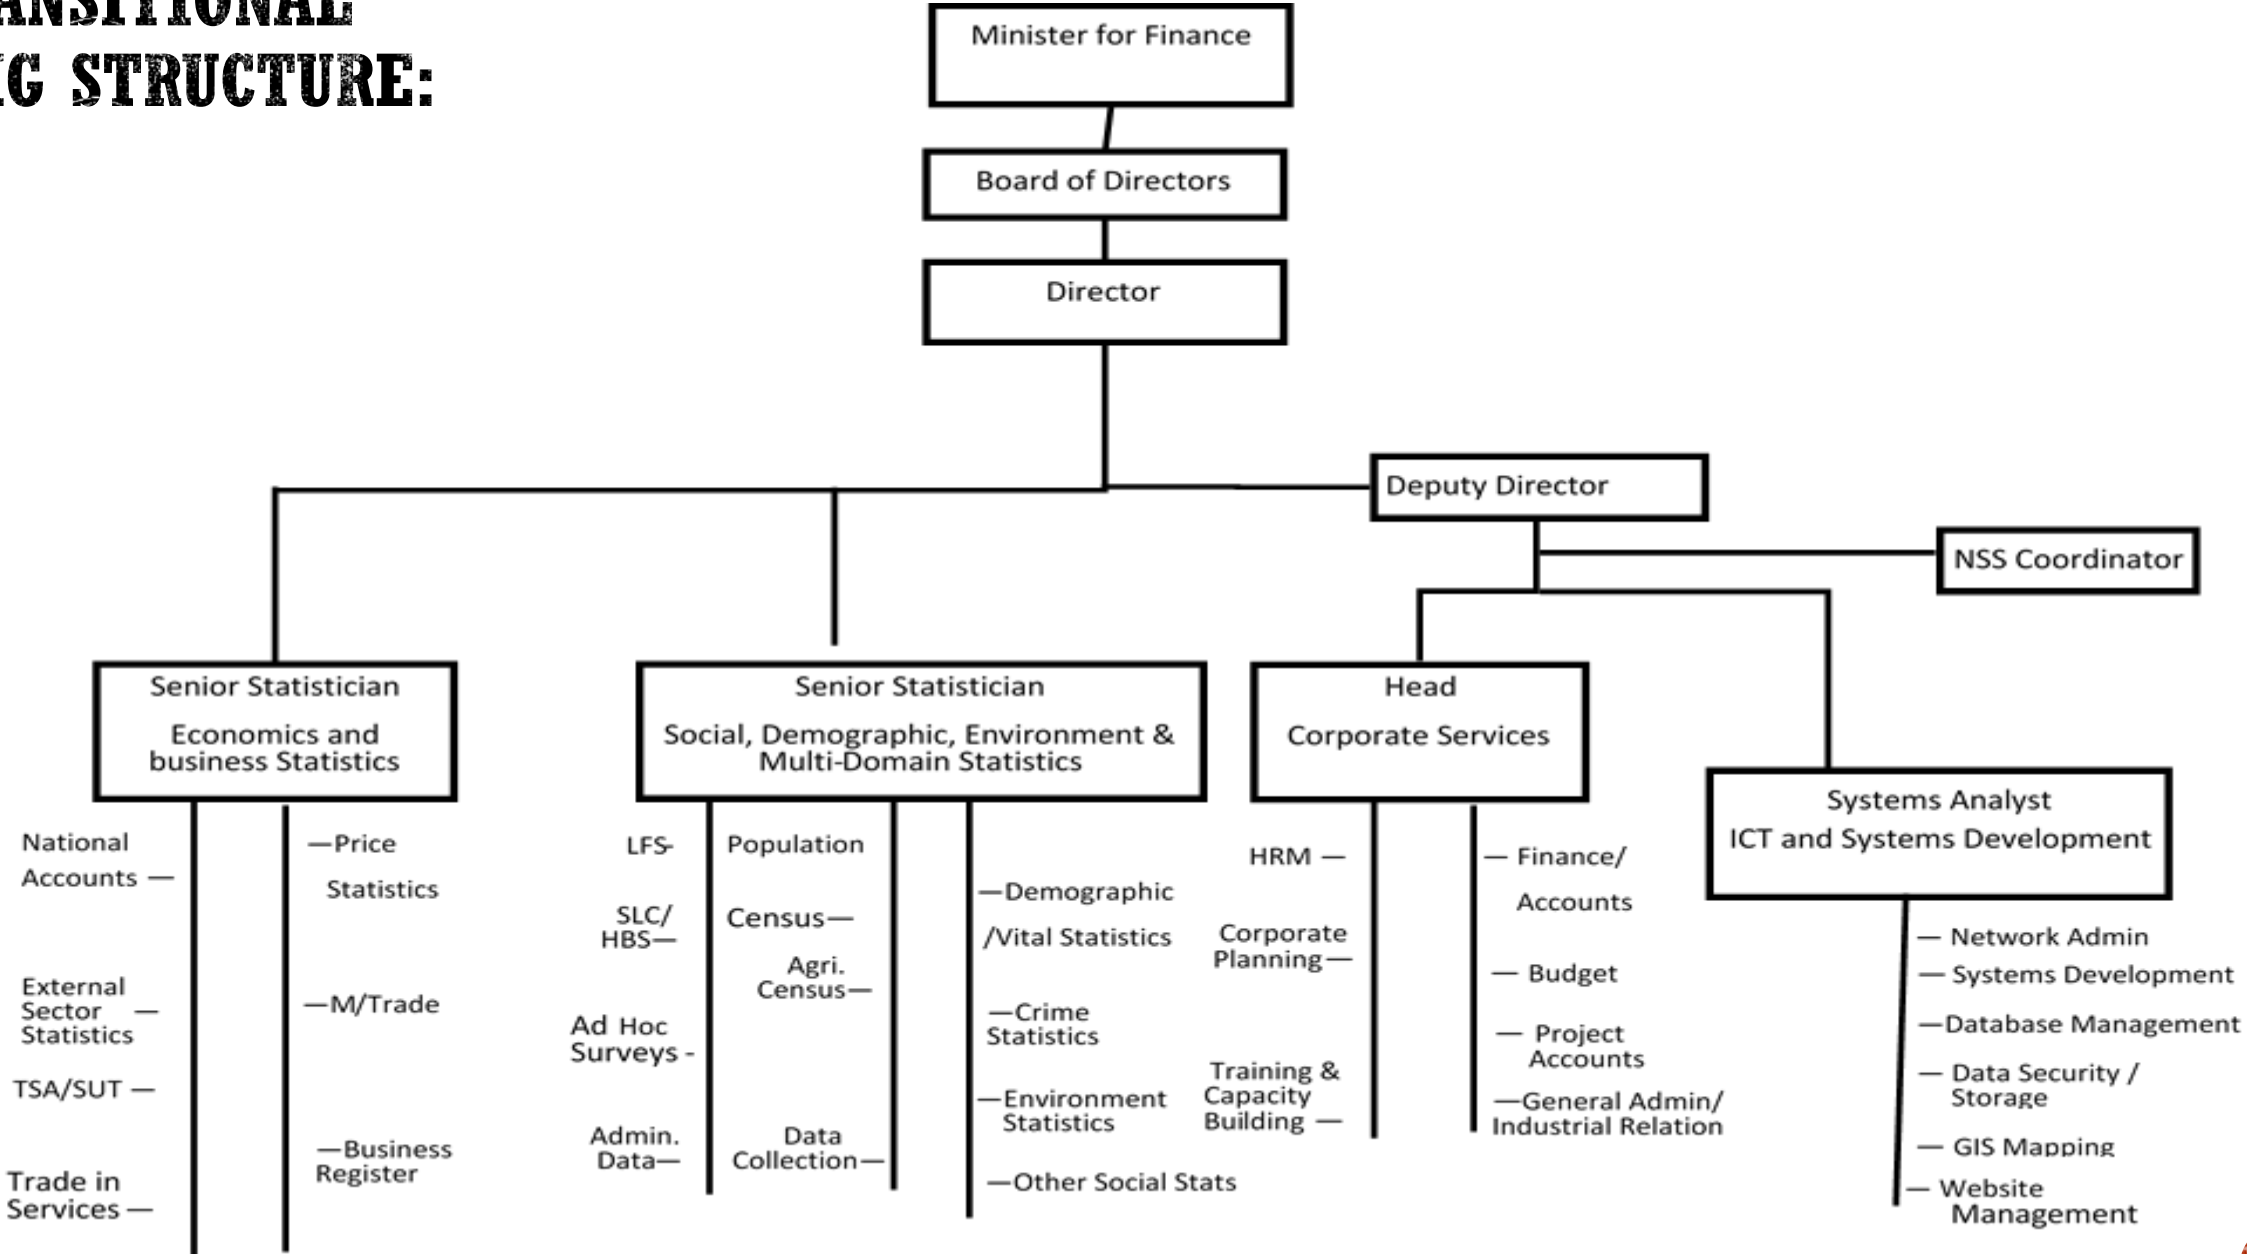 ANSITIONAL
G STRUCTURE:
Minister for Finance
Board of Directors
Director
Deputy Director
NSS Coordinator
Senior Statistician
Economics and
business Statistics
National
Accounts —
External
Sector —
Statistics
TSA/SUT —
Trade in
Services —
—Price
Statistics
—M/Trade
—Business
Register
Senior Statistician
Social, Demographic, Environment &
Multi-Domain Statistics
LFS-
SLC/
HBS—
Ad Hoc
Surveys -
Admin.
Data—
Population
Census—
Agri.
Census—
Data
Collection—
—Demographic
/Vital Statistics
—Crime
Statistics
—Environment
Statistics
—Other Social Stats
Head
Corporate Services
HRM —
Corporate
Planning—
Training &
Capacity
Building —
— Finance/
Accounts
— Budget
— Project
Accounts
—General Admin/
Industrial Relation
Systems Analyst
ICT and Systems Development
— Network Admin
— Systems Development
—Database Management
— Data Security /
Storage
— GIS Mapping
— Website
Management